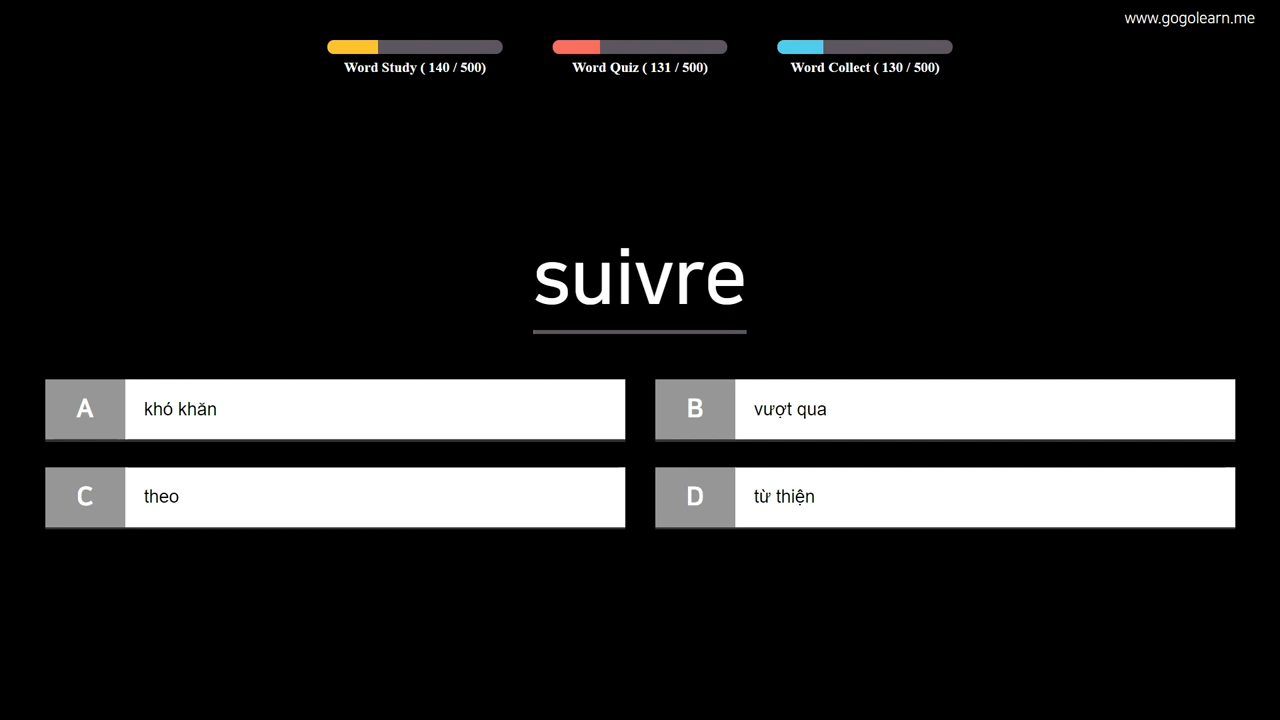 www.gogolearn.me
Word Study ( 140 / 500)
Word Quiz ( 131 / 500)
Word Collect ( 130 / 500)
suivre
A khó khăn
B vượt qua
C theo
D từ thiện